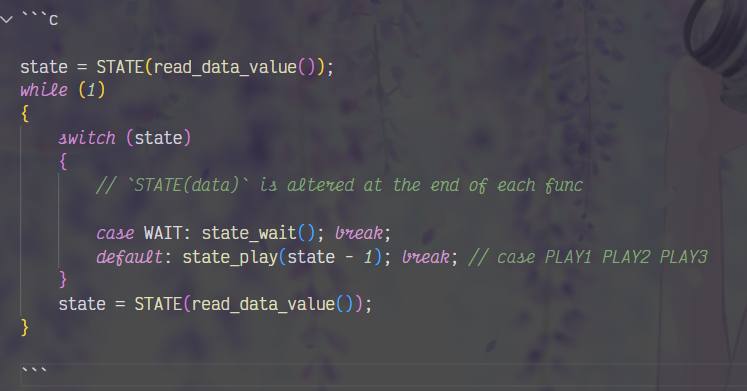 ```c
state = STATE(read_data_value());
while (1)
{
    switch (state)
    {
        // `STATE(data)` is altered at the end of each func
        case WAIT: state_wait(); break;
        default: state_play(state - 1); break; // case PLAY1 PLAY2 PLAY3
    }
    state = STATE(read_data_value());
}
```